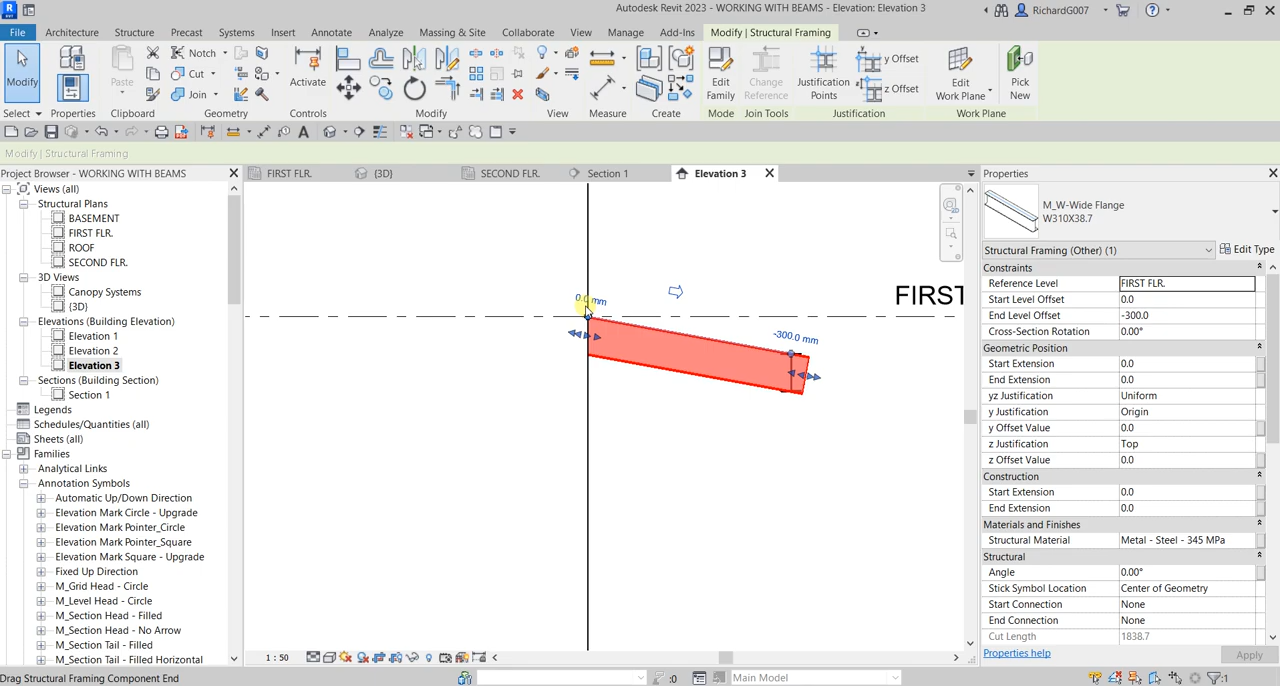 Autodesk Revit 2023 - WORKING WITH BEAMS - Elevation: Elevation 3
RichardG007
File Architecture Structure Precast Systems Insert Annotate Analyze Massing & Site Collaborate View Manage Add-Ins Modify | Structural Framing
Modify
Paste
Notch
Cut
Join
Activate
Edit Family
Change Reference
Justification Points
y Offset
z Offset
Edit Work Plane
Pick New
Select Properties Clipboard Geometry Controls Modify View Measure Create Mode Join Tools Justification Work Plane
Modify | Structural Framing
Project Browser - WORKING WITH BEAMS
FIRST FLR. {3D} SECOND FLR. Section 1 Elevation 3
Properties
Views (all)
Structural Plans
BASEMENT
FIRST FLR.
ROOF
SECOND FLR.
3D Views
Canopy Systems
{3D}
Elevations (Building Elevation)
Elevation 1
Elevation 2
Elevation 3
Sections (Building Section)
Section 1
Legends
Schedules/Quantities (all)
Sheets (all)
Families
Analytical Links
Annotation Symbols
Automatic Up/Down Direction
Elevation Mark Circle - Upgrade
Elevation Mark Pointer_Circle
Elevation Mark Pointer_Square
Elevation Mark Square - Upgrade
Fixed Up Direction
M_Grid Head - Circle
M_Level Head - Circle
M_Section Head - Filled
M_Section Head - No Arrow
M_Section Tail - Filled
M_Section Tail - Filled Horizontal
0.0 mm
-300.0 mm
FIRST
M_W-Wide Flange
W310X38.7
Structural Framing (Other) (1) Edit Type
Constraints
Reference Level FIRST FLR.
Start Level Offset 0.0
End Level Offset -300.0
Cross-Section Rotation 0.00°
Geometric Position
Start Extension 0.0
End Extension 0.0
yz Justification Uniform
y Justification Origin
y Offset Value 0.0
z Justification Top
z Offset Value 0.0
Construction
Start Extension 0.0
End Extension 0.0
Materials and Finishes
Structural Material Metal - Steel - 345 MPa
Structural
Angle 0.00°
Stick Symbol Location Center of Geometry
Start Connection None
End Connection None
Cut Length 1838.7
Properties help Apply
1 : 50
Drag Structural Framing Component End
:0
Main Model
:1